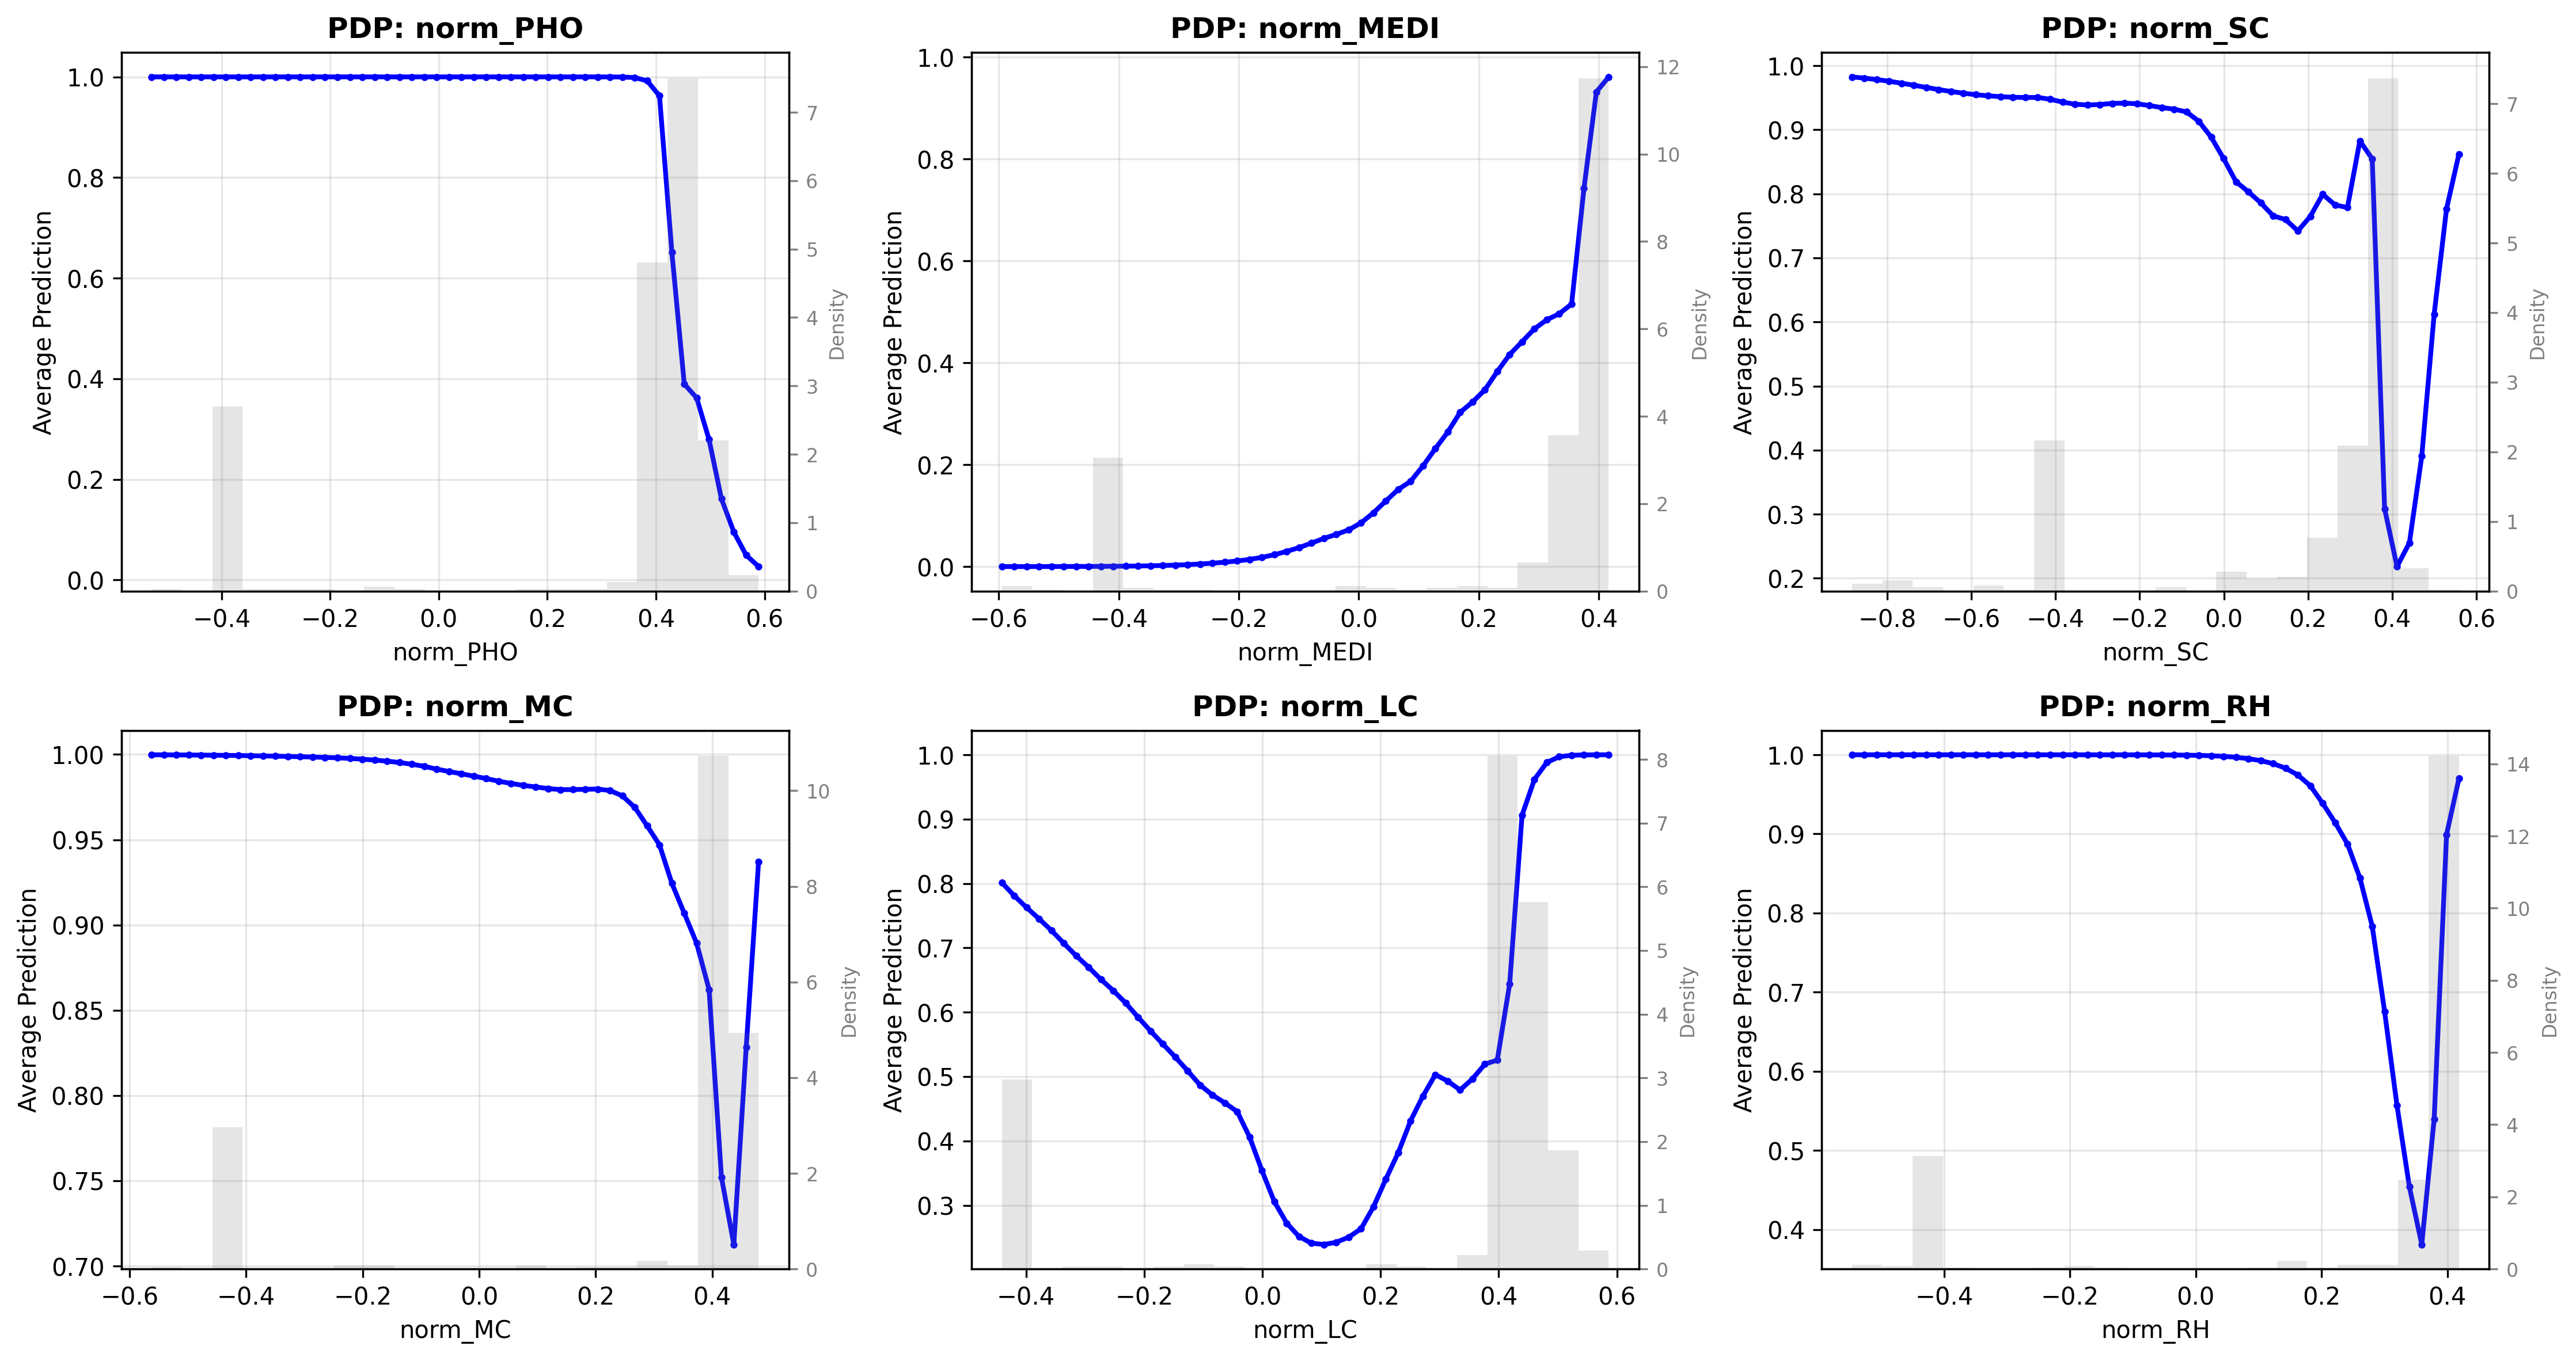 PDP: norm_PHO
1.0
0.8
0.6
0.4
0.2
0.0
Average Prediction
7
6
5
4
3
2
1
0
Density
−0.4 −0.2 0.0 0.2 0.4 0.6
norm_PHO
PDP: norm_MEDI
1.0
0.8
0.6
0.4
0.2
0.0
Average Prediction
12
10
8
6
4
2
0
Density
−0.6 −0.4 −0.2 0.0 0.2 0.4
norm_MEDI
PDP: norm_SC
1.0
0.9
0.8
0.7
0.6
0.5
0.4
0.3
0.2
Average Prediction
7
6
5
4
3
2
1
0
Density
−0.8 −0.6 −0.4 −0.2 0.0 0.2 0.4 0.6
norm_SC
PDP: norm_MC
1.00
0.95
0.90
0.85
0.80
0.75
0.70
Average Prediction
10
8
6
4
2
0
Density
−0.6 −0.4 −0.2 0.0 0.2 0.4
norm_MC
PDP: norm_LC
1.0
0.9
0.8
0.7
0.6
0.5
0.4
0.3
Average Prediction
8
7
6
5
4
3
2
1
0
Density
−0.4 −0.2 0.0 0.2 0.4 0.6
norm_LC
PDP: norm_RH
1.0
0.9
0.8
0.7
0.6
0.5
0.4
Average Prediction
14
12
10
8
6
4
2
0
Density
−0.4 −0.2 0.0 0.2 0.4
norm_RH